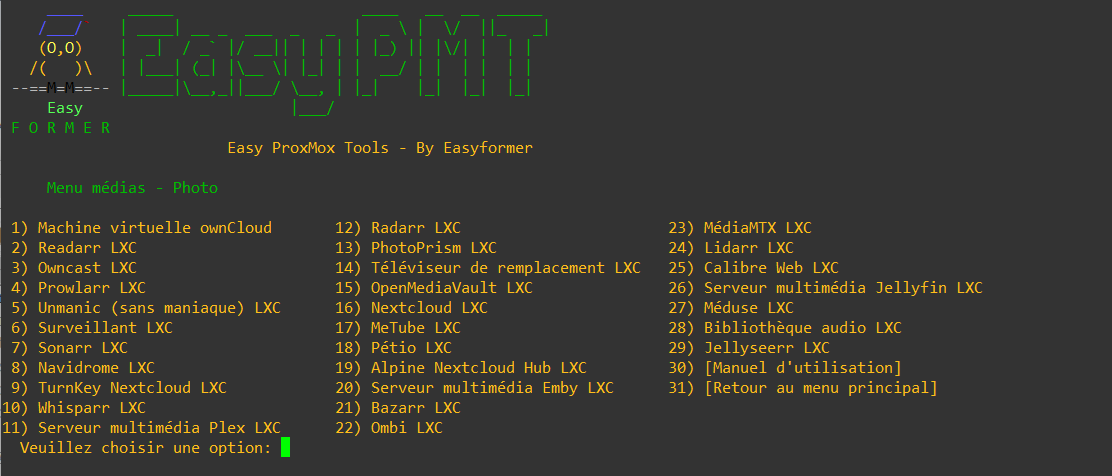 EasyPMT
(O,O)
--==M=M==--
Easy
F O R M E R
Easy ProxMox Tools - By Easyformer
Menu médias - Photo
1) Machine virtuelle ownCloud
2) Readarr LXC
3) Owncast LXC
4) Prowlarr LXC
5) Unmanic (sans maniaque) LXC
6) Surveillant LXC
7) Sonarr LXC
8) Navidrome LXC
9) TurnKey Nextcloud LXC
10) Whisparr LXC
11) Serveur multimédia Plex LXC
12) Radarr LXC
13) PhotoPrism LXC
14) Téléviseur de remplacement LXC
15) OpenMediaVault LXC
16) Nextcloud LXC
17) MeTube LXC
18) Pétio LXC
19) Alpine Nextcloud Hub LXC
20) Serveur multimédia Emby LXC
21) Bazarr LXC
22) Ombi LXC
23) MédiaMTX LXC
24) Lidarr LXC
25) Calibre Web LXC
26) Serveur multimédia Jellyfin LXC
27) Méduse LXC
28) Bibliothèque audio LXC
29) Jellyseerr LXC
30) [Manuel d'utilisation]
31) [Retour au menu principal]
Veuillez choisir une option: